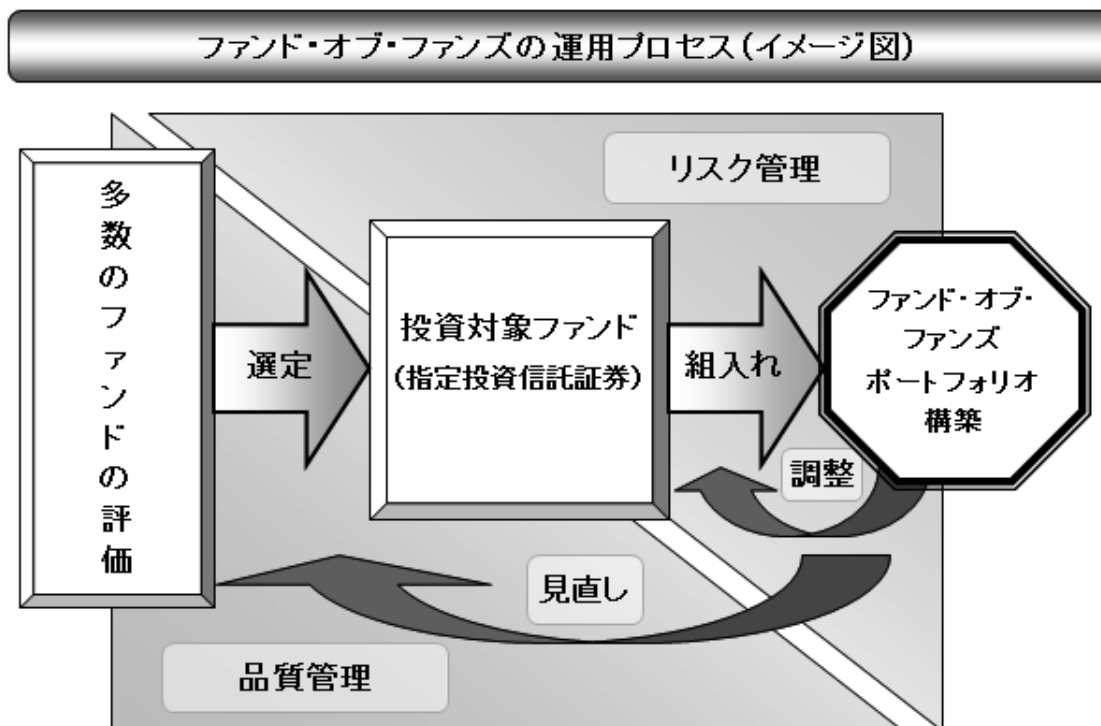 ファンド・オブ・ファンズの運用プロセス(イメージ図)
リスク管理
多数のファンドの評価
選定
投資対象ファンド
(指定投資信託証券)
組入れ
ファンド・オブ・
ファンズ
ポートフォリオ
構築
調整
見直し
品質管理